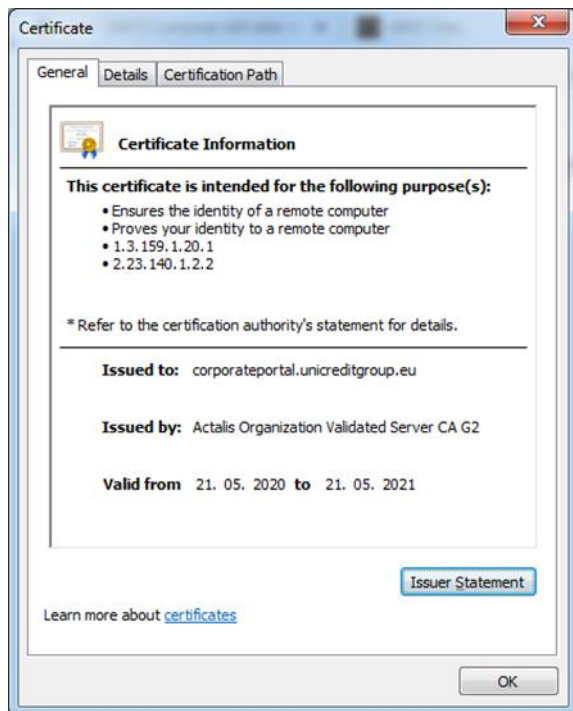 Certificate
General Details Certification Path
Certificate Information
This certificate is intended for the following purpose(s):
• Ensures the identity of a remote computer
• Proves your identity to a remote computer
• 1.3.159.1.20.1
• 2.23.140.1.2.2
* Refer to the certification authority's statement for details.
Issued to: corporateportal.unicreditgroup.eu
Issued by: Actalis Organization Validated Server CA G2
Valid from 21. 05. 2020 to 21. 05. 2021
Issuer Statement
Learn more about certificates
OK